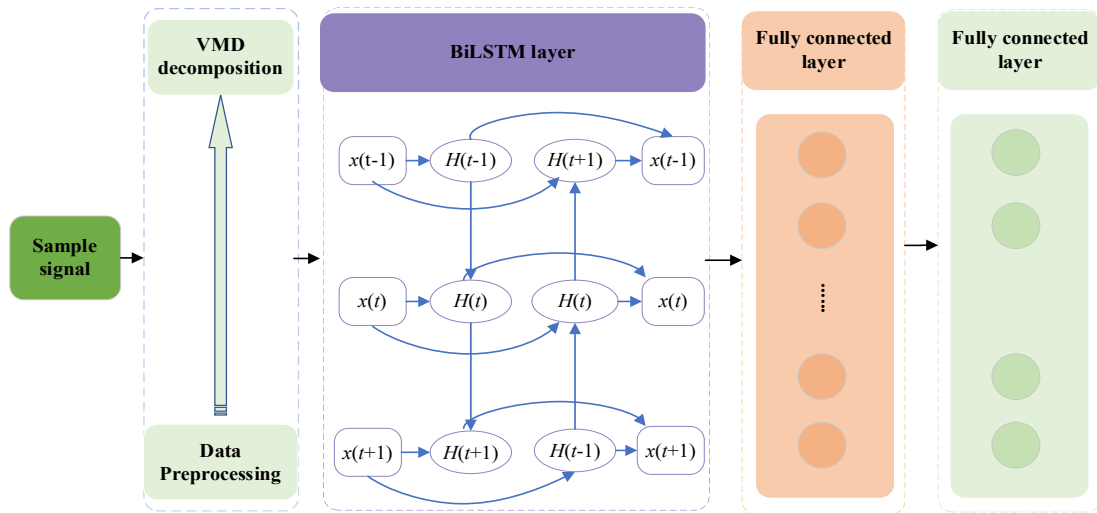 VMD
decomposition
BiLSTM layer
Fully connected
layer
Fully connected
layer
x(t-1)
H(t-1)
H(t+1)
x(t-1)
Sample
signal
x(t)
H(t)
H(t)
x(t)
......
x(t+1)
H(t+1)
H(t-1)
x(t+1)
Data
Preprocessing